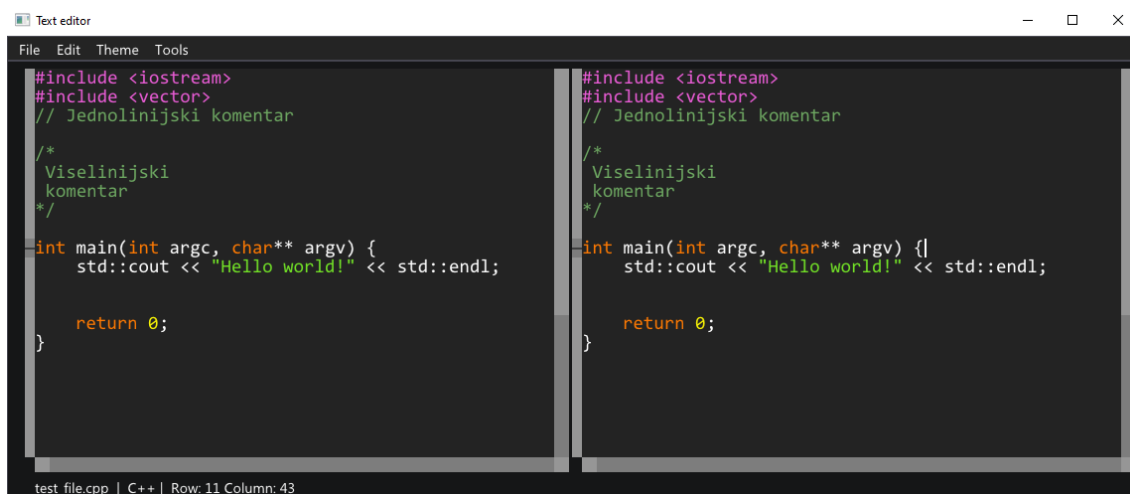 Text editor
File Edit Theme Tools
#include <iostream>
#include <vector>
// Jednolinijski komentar
/*
 Viselinijski
 komentar
*/
int main(int argc, char** argv) {
    std::cout << "Hello world!" << std::endl;
    return 0;
}
#include <iostream>
#include <vector>
// Jednolinijski komentar
/*
 Viselinijski
 komentar
*/
int main(int argc, char** argv) {
    std::cout << "Hello world!" << std::endl;
    return 0;
}
test_file.cpp | C++ | Row: 11 Column: 43